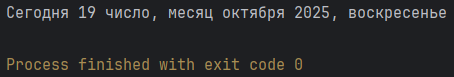 Сегодня 19 число, месяц октября 2025, воскресенье
Process finished with exit code 0